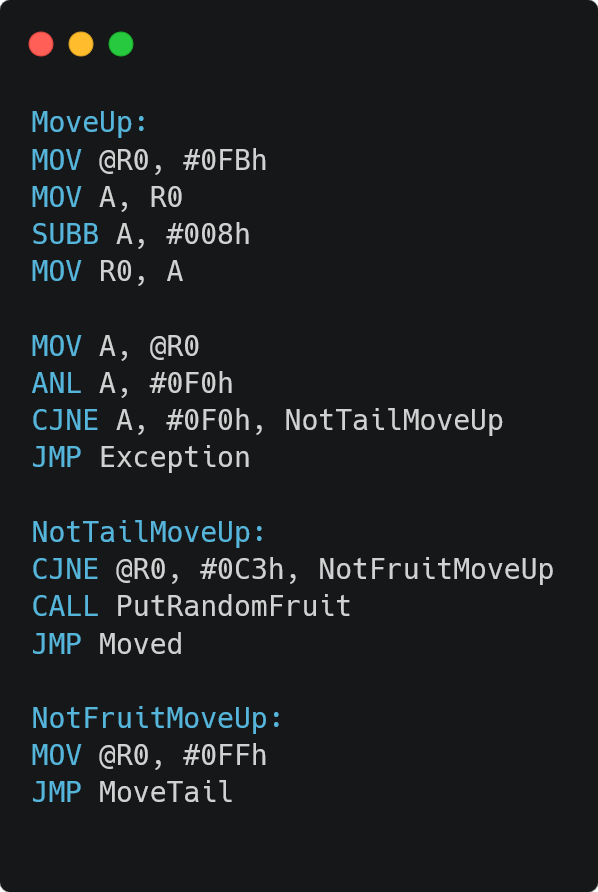 MoveUp:
MOV @R0, #0FBh
MOV A, R0
SUBB A, #008h
MOV R0, A
MOV A, @R0
ANL A, #0F0h
CJNE A, #0F0h, NotTailMoveUp
JMP Exception
NotTailMoveUp:
CJNE @R0, #0C3h, NotFruitMoveUp
CALL PutRandomFruit
JMP Moved
NotFruitMoveUp:
MOV @R0, #0FFh
JMP MoveTail